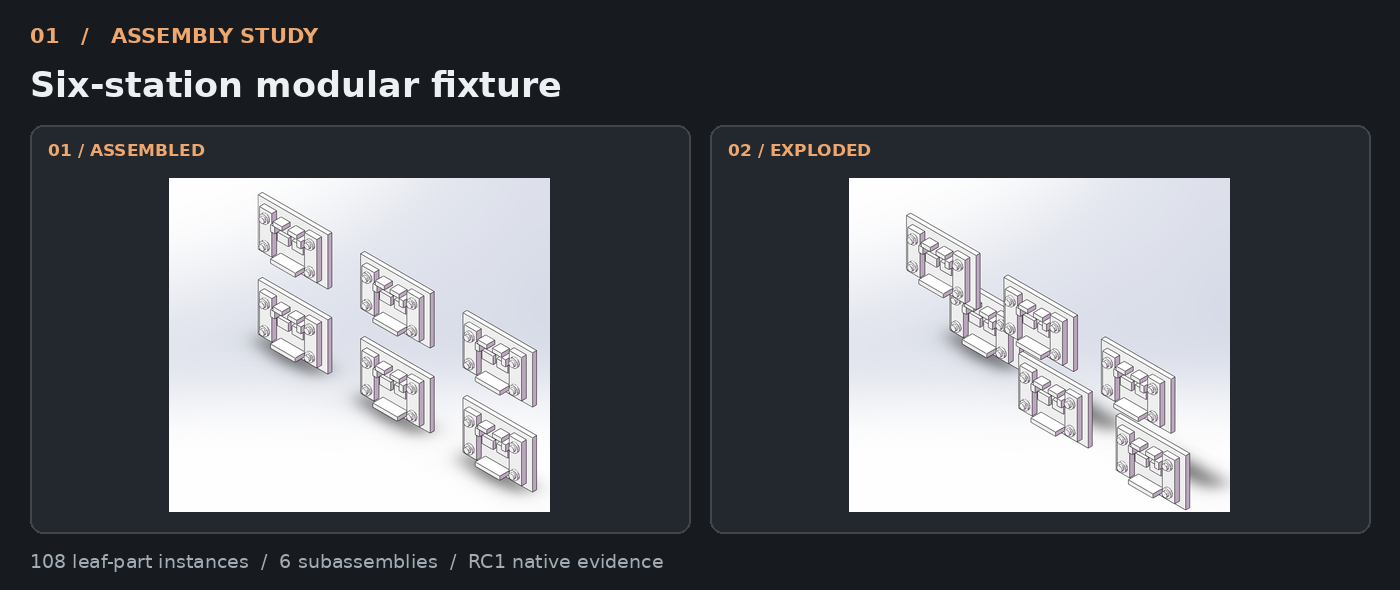 01 / ASSEMBLY STUDY
Six-station modular fixture
01 / ASSEMBLED
02 / EXPLODED
108 leaf-part instances / 6 subassemblies / RC1 native evidence